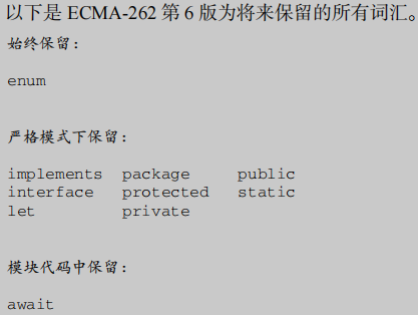 以下是 ECMA-262 第 6 版为将来保留的所有词汇。
始终保留：
enum
严格模式下保留：
implements package public
interface protected static
let private
模块代码中保留：
await